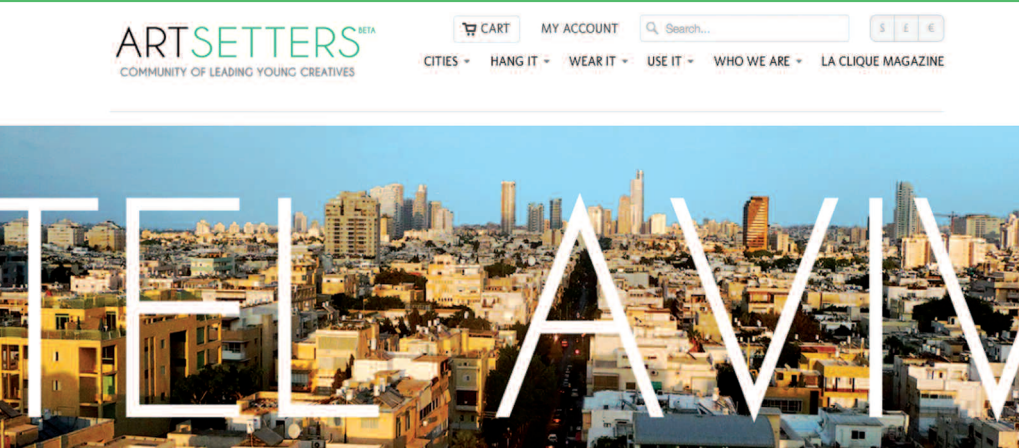 ARTSETTERS BETA
COMMUNITY OF LEADING YOUNG CREATIVES
CART MY ACCOUNT Search... $ £ €
CITIES HANG IT WEAR IT USE IT WHO WE ARE LA CLIQUE MAGAZINE
TEL AVIV